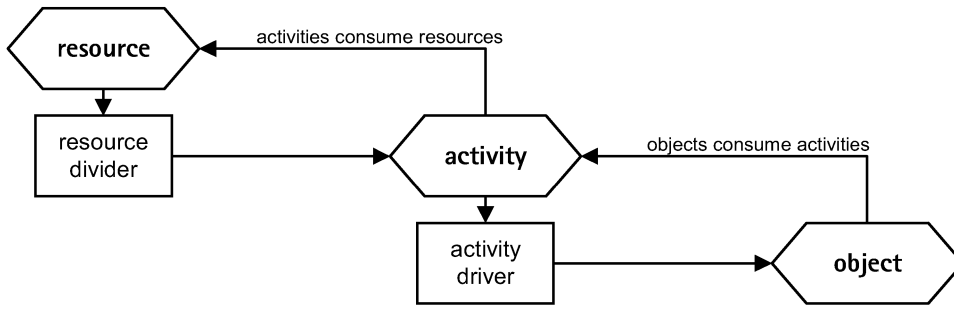 resource
activities consume resources
resource
divider
activity
objects consume activities
activity
driver
object